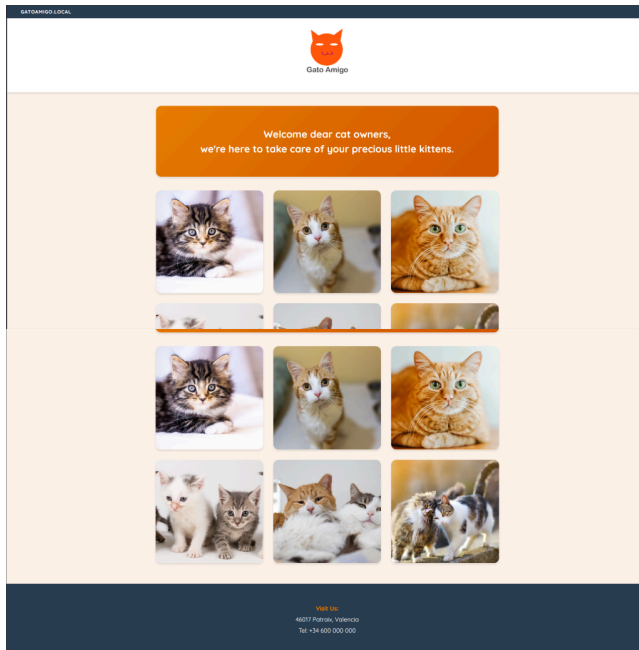 GATOAMIGO.LOCAL
Gato Amigo
Welcome dear cat owners,
we're here to take care of your precious little kittens.
Visit Us:
46017 Patraix, Valencia
Tel: +34 600 000 000